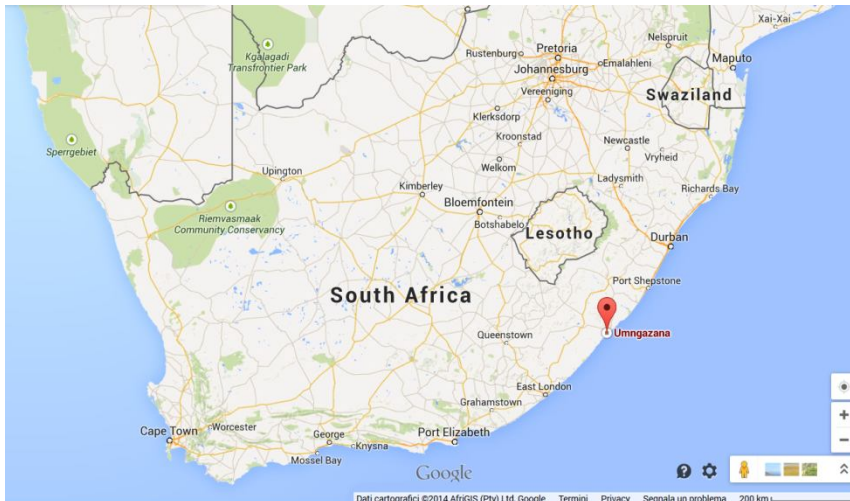 Xai-Xai
Nelspruit
Kgalagadi
Transfrontier Park
Pretoria
Rustenburg
Emalahleni
Maputo
Johannesburg
Vereeniging
Swaziland
Klerksdorp
Kroonstad
Newcastle
Sperrgebiet
Vryheid
Welkom
Upington
Ladysmith
Kimberley
Richards Bay
Bloemfontein
Riemvasmaak
Community Conservancy
Botshabelo
Lesotho
Durban
Port Shepstone
South Africa
Umngazana
Queenstown
East London
Grahamstown
Cape Town
Worcester
George
Port Elizabeth
Knysna
Mossel Bay
Google
Dati cartografici ©2014 AfriGIS (Pty) Ltd, Google Termini Privacy Segnala un problema 200 km